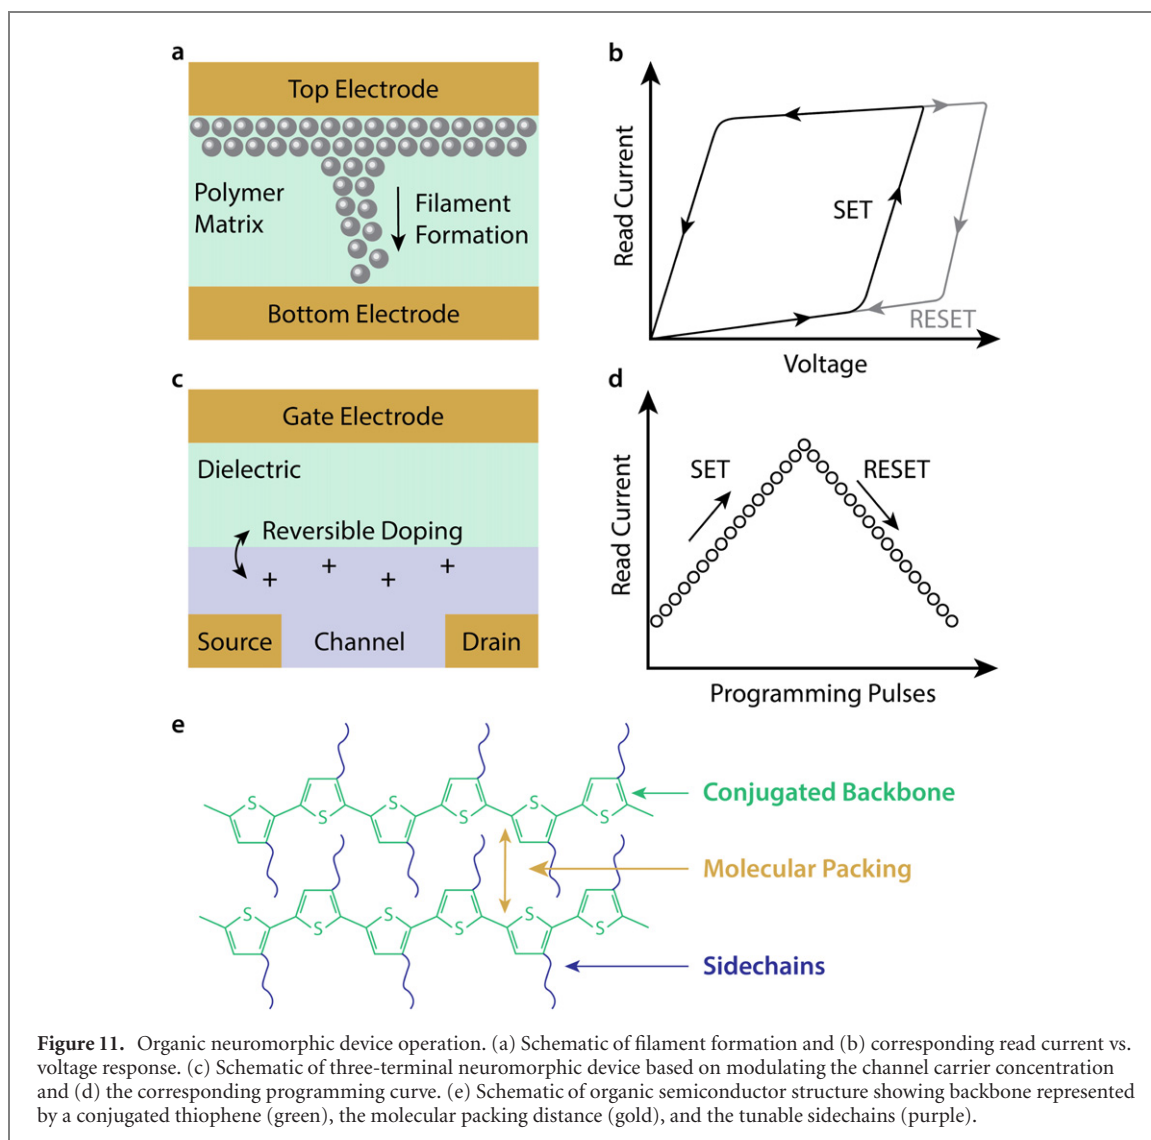 a
Top Electrode
Polymer
Matrix
Filament
Formation
Bottom Electrode
b
Read Current
SET
RESET
Voltage
c
Gate Electrode
Dielectric
Reversible Doping
+ + + +
Source
Channel
Drain
d
Read Current
SET
RESET
Programming Pulses
e
S S S S S S
Conjugated Backbone
Molecular Packing
S S S S S S
Sidechains
Figure 11. Organic neuromorphic device operation. (a) Schematic of filament formation and (b) corresponding read current vs.
voltage response. (c) Schematic of three-terminal neuromorphic device based on modulating the channel carrier concentration
and (d) the corresponding programming curve. (e) Schematic of organic semiconductor structure showing backbone represented
by a conjugated thiophene (green), the molecular packing distance (gold), and the tunable sidechains (purple).